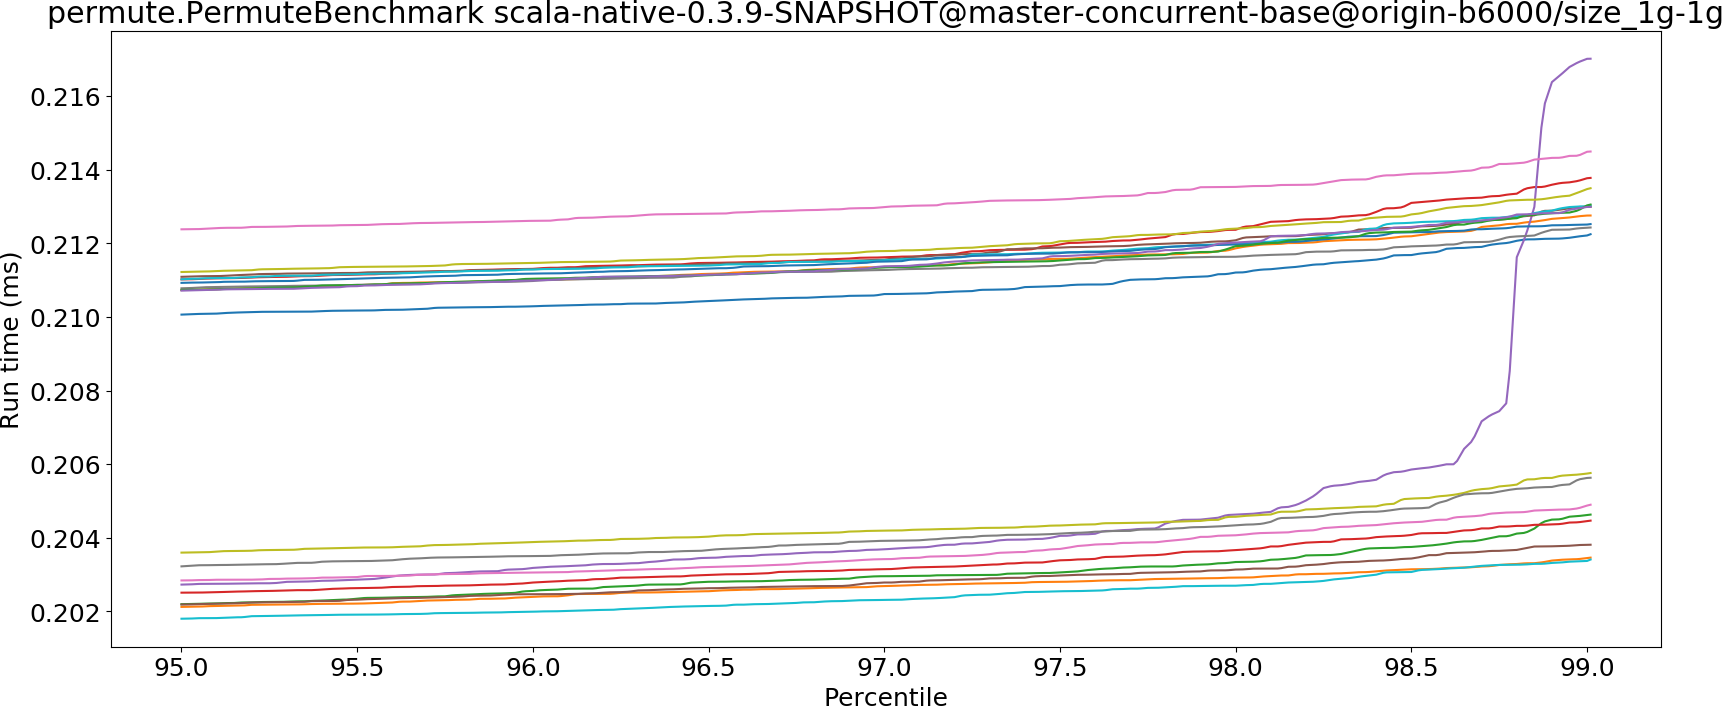 permute.PermuteBenchmark scala-native-0.3.9-SNAPSHOT@master-concurrent-base@origin-b6000/size_1g-1g
0.216
0.214
0.212
0.210
0.208
0.206
0.204
0.202
Run time (ms)
95.0 95.5 96.0 96.5 97.0 97.5 98.0 98.5 99.0
Percentile